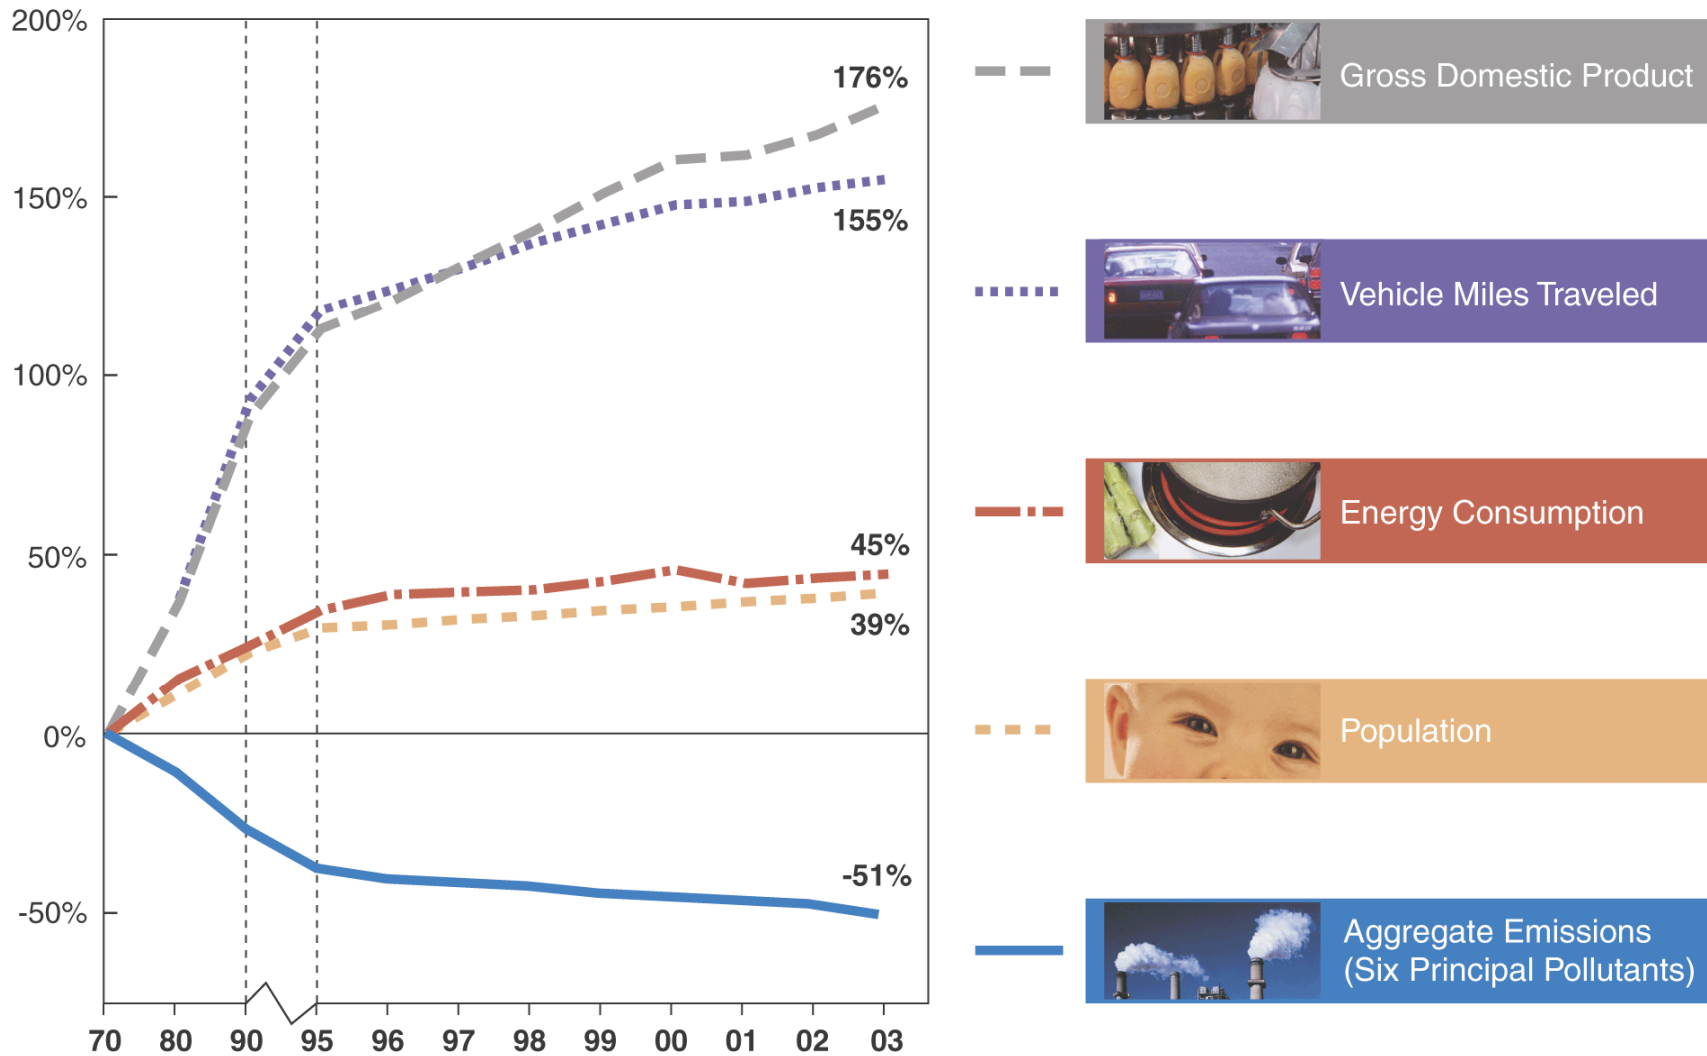 200%
150%
100%
50%
0%
-50%
176%
155%
45%
39%
-51%
70 80 90 95 96 97 98 99 00 01 02 03
Gross Domestic Product
Vehicle Miles Traveled
Energy Consumption
Population
Aggregate Emissions
(Six Principal Pollutants)